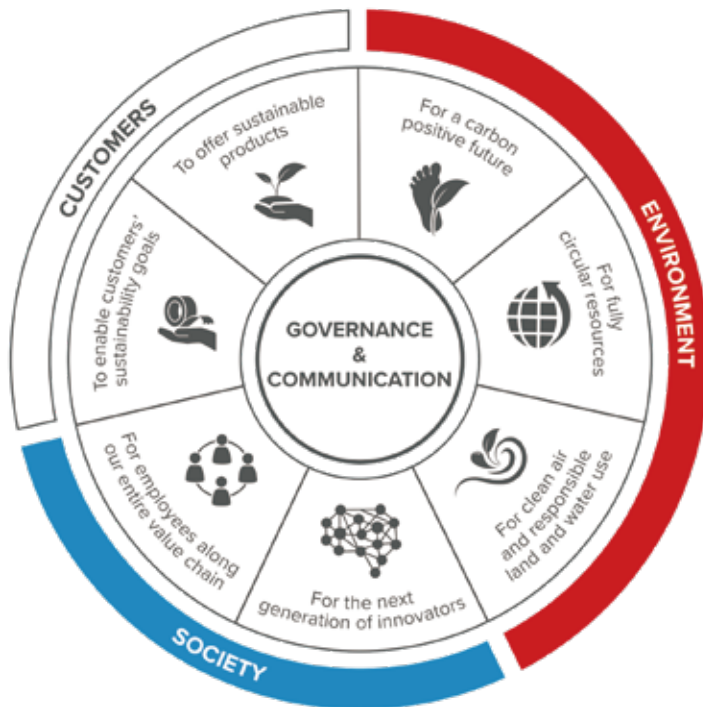 CUSTOMERS
ENVIRONMENT
SOCIETY
GOVERNANCE
&
COMMUNICATION
To offer sustainable
products
For a carbon
positive future
For fully
circular resources
For clean air
and responsible
land and water use
For the next
generation of innovators
For employees along
our entire value chain
To enable customers'
sustainability goals